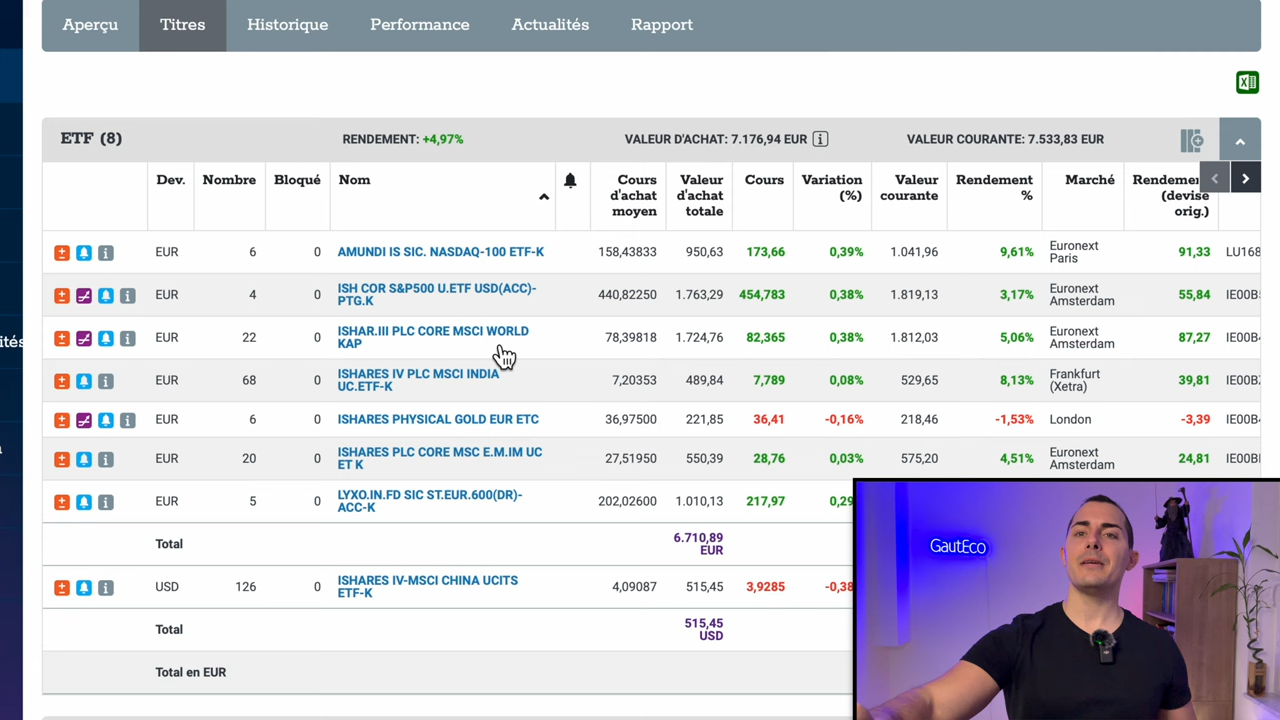 Aperçu Titres Historique Performance Actualités Rapport
ETF (8) RENDEMENT: +4,97% VALEUR D'ACHAT: 7.176,94 EUR VALEUR COURANTE: 7.533,83 EUR
Dev. Nombre Bloqué Nom Cours d'achat moyen Valeur d'achat totale Cours Variation (%) Valeur courante Rendement % Marché Rendement (devise orig.)
EUR 6 0 AMUNDI IS SIC. NASDAQ-100 ETF-K 158,43833 950,63 173,66 0,39% 1.041,96 9,61% Euronext Paris 91,33 LU168
EUR 4 0 ISH COR S&P500 U.ETF USD(ACC)-PTG.K 440,82250 1.763,29 454,783 0,38% 1.819,13 3,17% Euronext Amsterdam 55,84 IE00B
ités
EUR 22 0 ISHAR.III PLC CORE MSCI WORLD KAP 78,39818 1.724,76 82,365 0,38% 1.812,03 5,06% Euronext Amsterdam 87,27 IE00B4
EUR 68 0 ISHARES IV PLC MSCI INDIA UC.ETF-K 7,20353 489,84 7,789 0,08% 529,65 8,13% Frankfurt (Xetra) 39,81 IE00BZ
EUR 6 0 ISHARES PHYSICAL GOLD EUR ETC 36,97500 221,85 36,41 -0,16% 218,46 -1,53% London -3,39 IE00B4
EUR 20 0 ISHARES PLC CORE MSC E.M.IM UC ET K 27,51950 550,39 28,76 0,03% 575,20 4,51% Euronext Amsterdam 24,81 IE00B
EUR 5 0 LYXO.IN.FD SIC ST.EUR.600(DR)-ACC-K 202,02600 1.010,13 217,97 0,29
Total 6.710,89 EUR
USD 126 0 ISHARES IV-MSCI CHINA UCITS ETF-K 4,09087 515,45 3,9285 -0,38
Total 515,45 USD
Total en EUR
GautEco